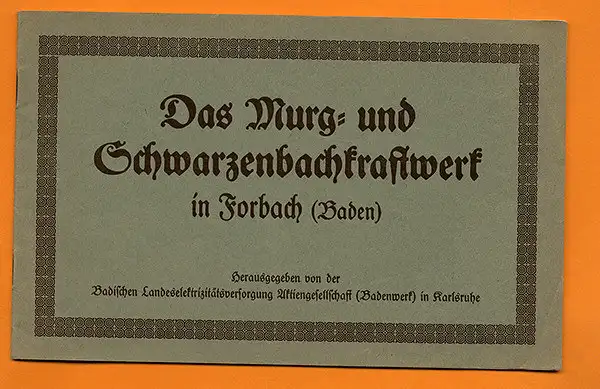 Das Murg- und
Schwarzenbachkraftwerk
in Forbach (Baden)
Herausgegeben von der
Badischen Landeselektrizitätsversorgung Aktiengesellschaft (Badenwerk) in Karlsruhe